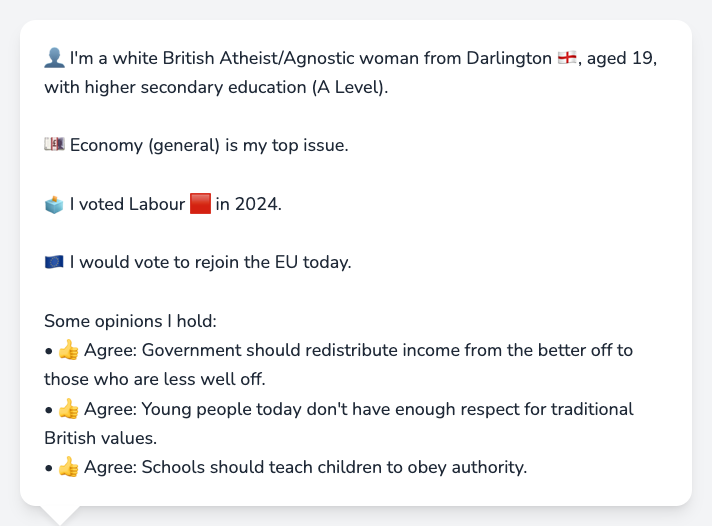 👤 I'm a white British Atheist/Agnostic woman from Darlington 🏴󠁧󠁢󠁥󠁮󠁧󠁿, aged 19,
with higher secondary education (A Level).
💷 Economy (general) is my top issue.
🗳️ I voted Labour 🟥 in 2024.
🇪🇺 I would vote to rejoin the EU today.
Some opinions I hold:
• 👍 Agree: Government should redistribute income from the better off to
those who are less well off.
• 👍 Agree: Young people today don't have enough respect for traditional
British values.
• 👍 Agree: Schools should teach children to obey authority.